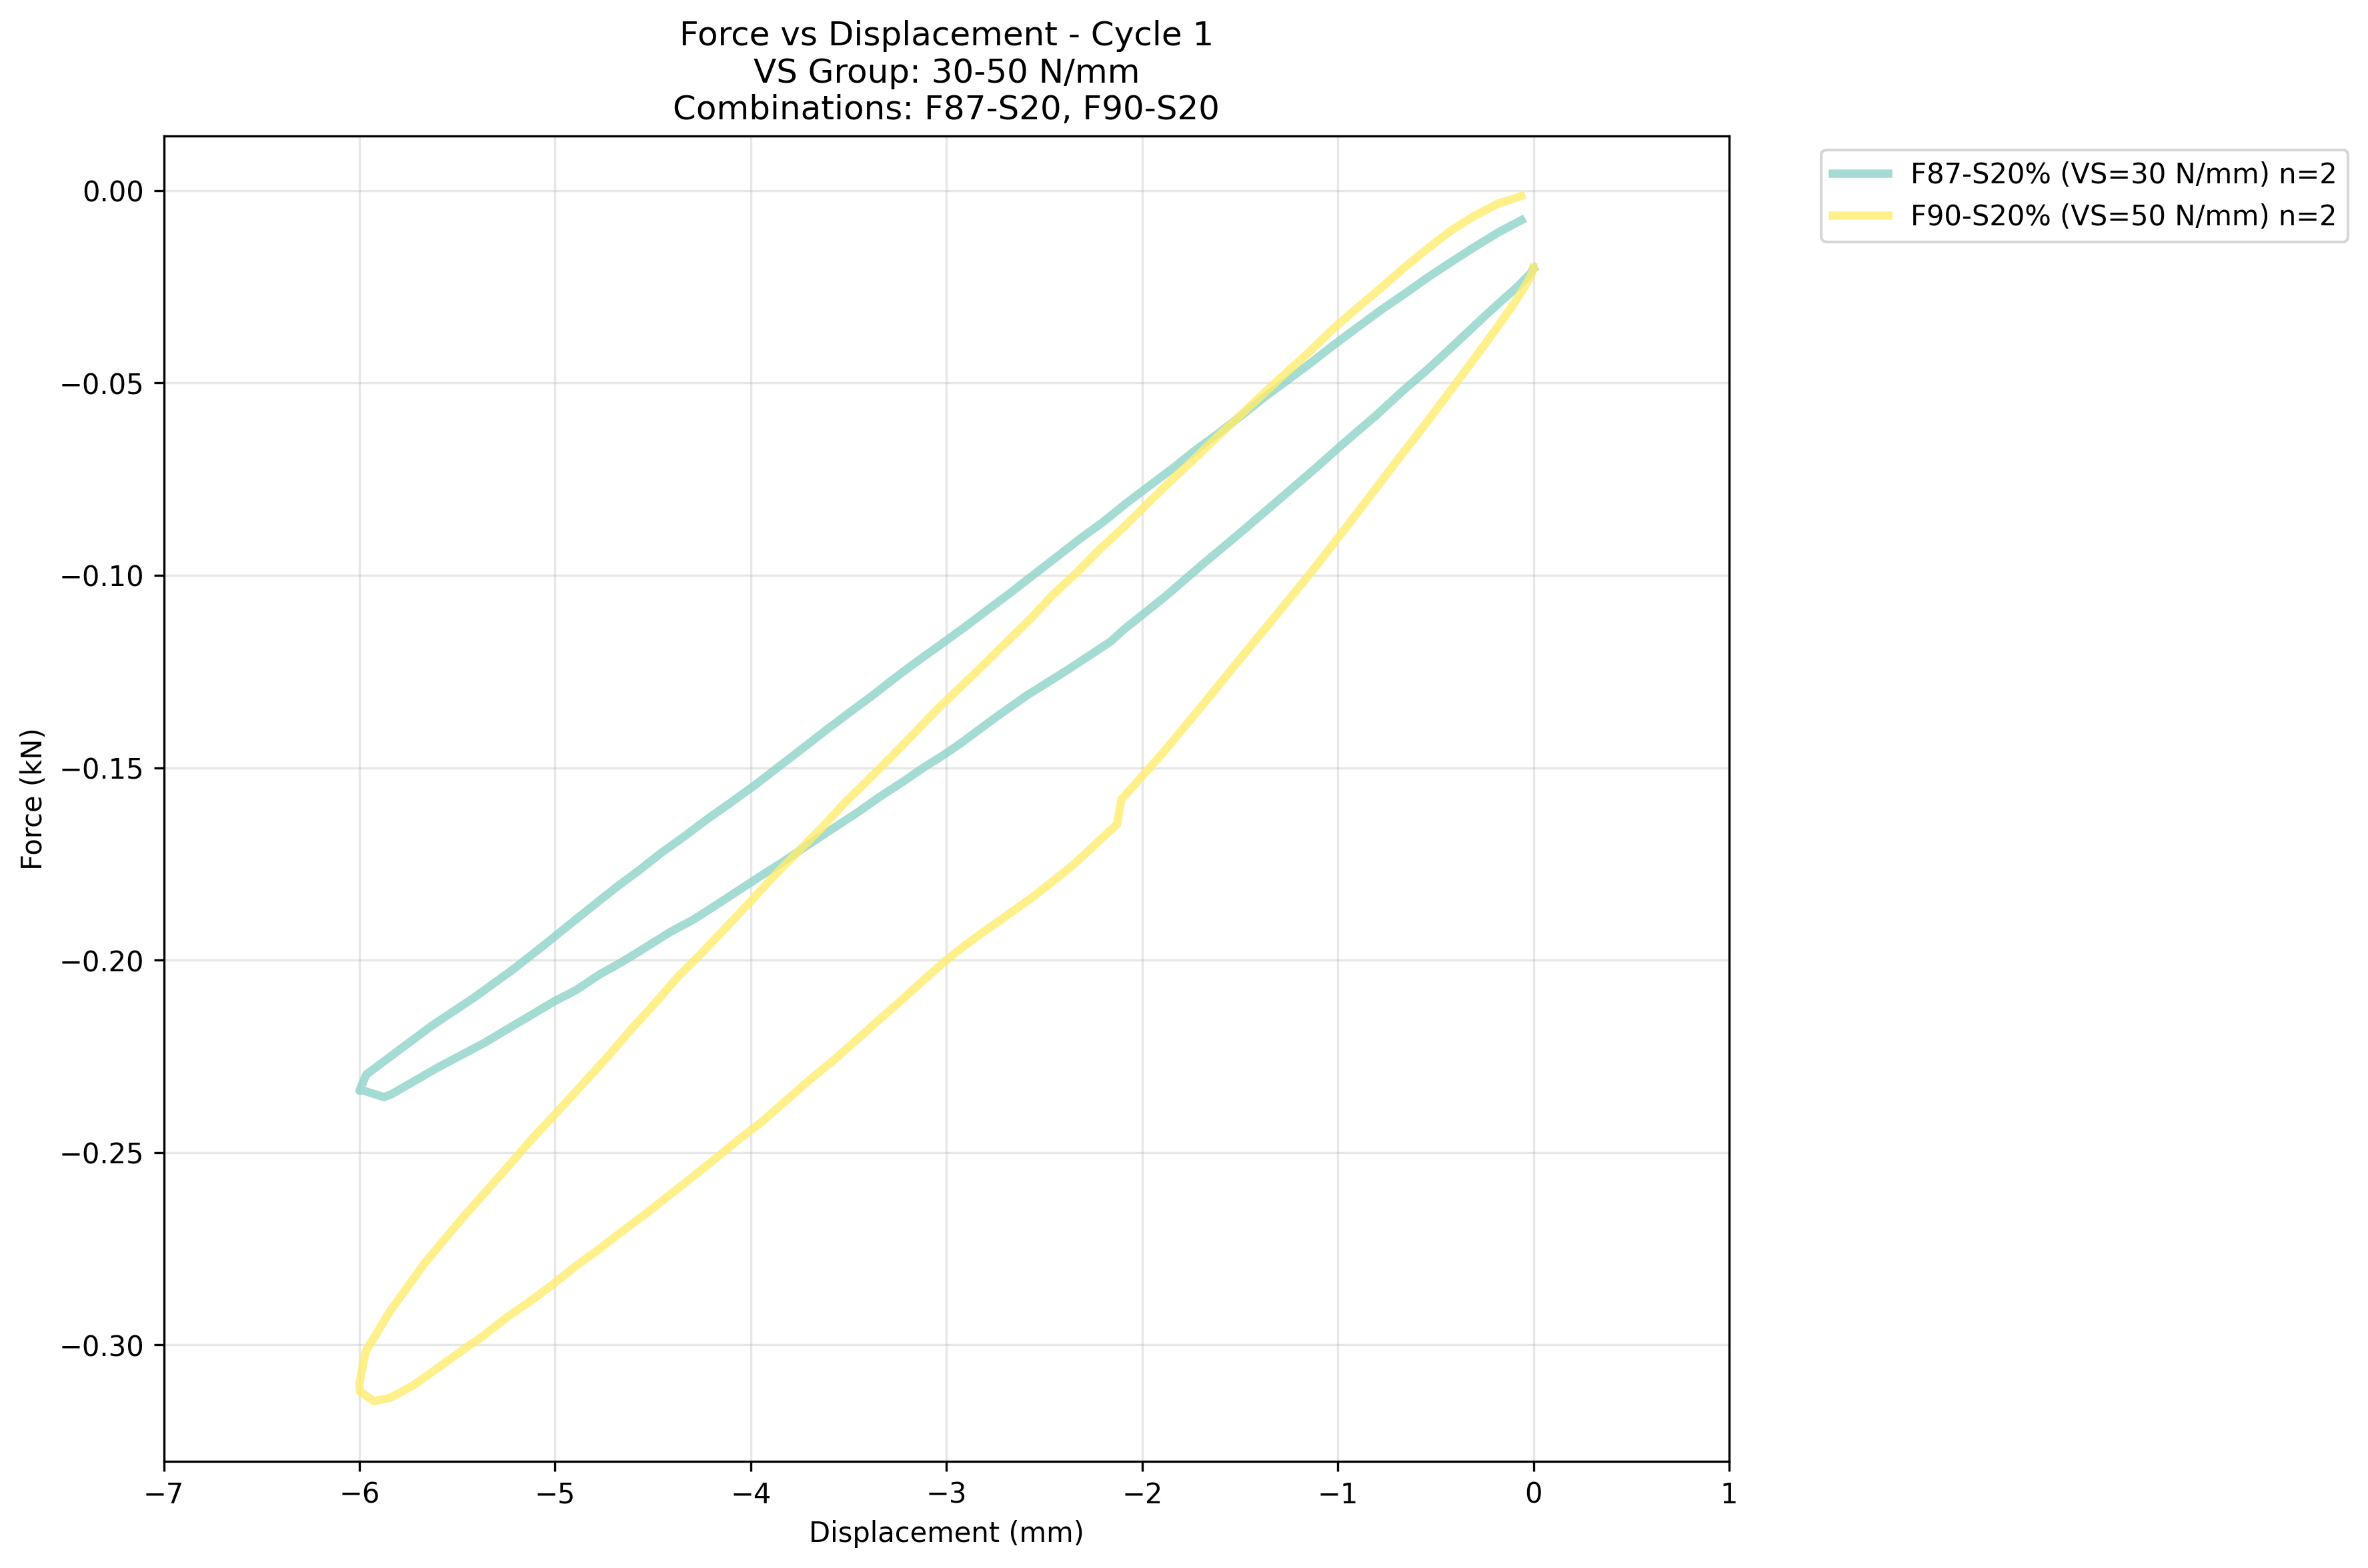 Force vs Displacement - Cycle 1
VS Group: 30-50 N/mm
Combinations: F87-S20, F90-S20
F87-S20% (VS=30 N/mm) n=2
F90-S20% (VS=50 N/mm) n=2
Force (kN)
0.00
−0.05
−0.10
−0.15
−0.20
−0.25
−0.30
−7 −6 −5 −4 −3 −2 −1 0 1
Displacement (mm)